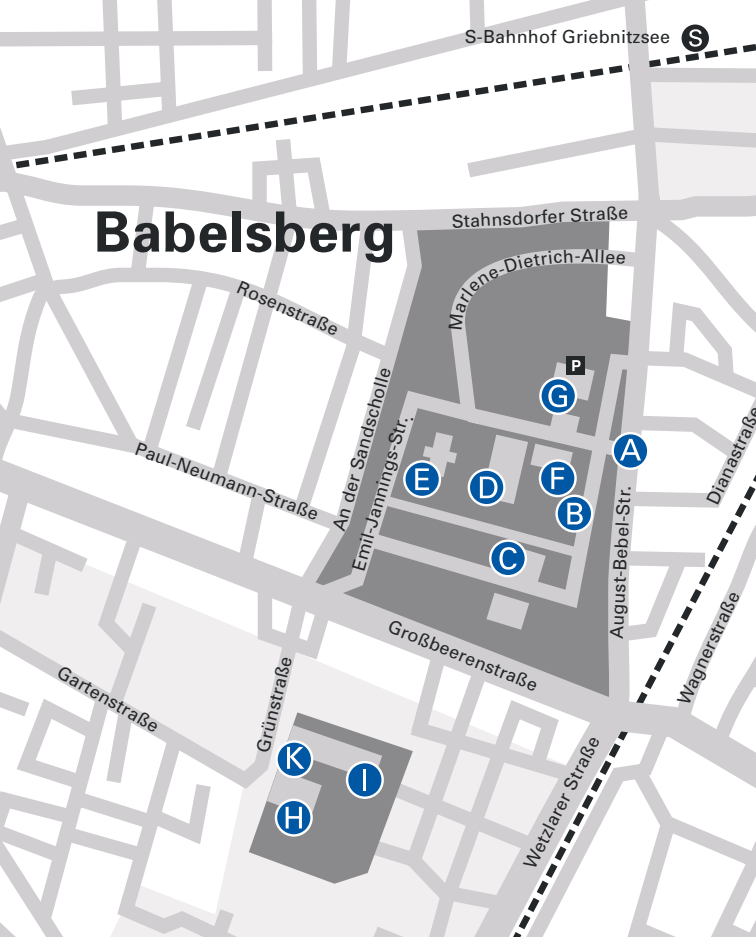 S-Bahnhof Griebnitzsee S
Babelsberg
Stahnsdorfer Straße
Marlene-Dietrich-Allee
Rosenstraße
P
G
An der Sandscholle
Emil-Jannings-Str.
A
Dianastraße
Paul-Neumann-Straße
E
D
F
B
August-Bebel-Str.
C
Großbeerenstraße
Wagnerstraße
Gartenstraße
Grünstraße
K
I
H
Wetzlarer Straße